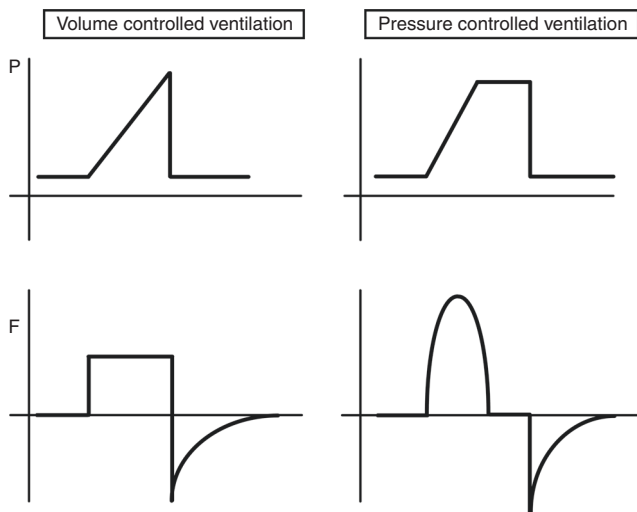 Volume controlled ventilation
Pressure controlled ventilation
P
F